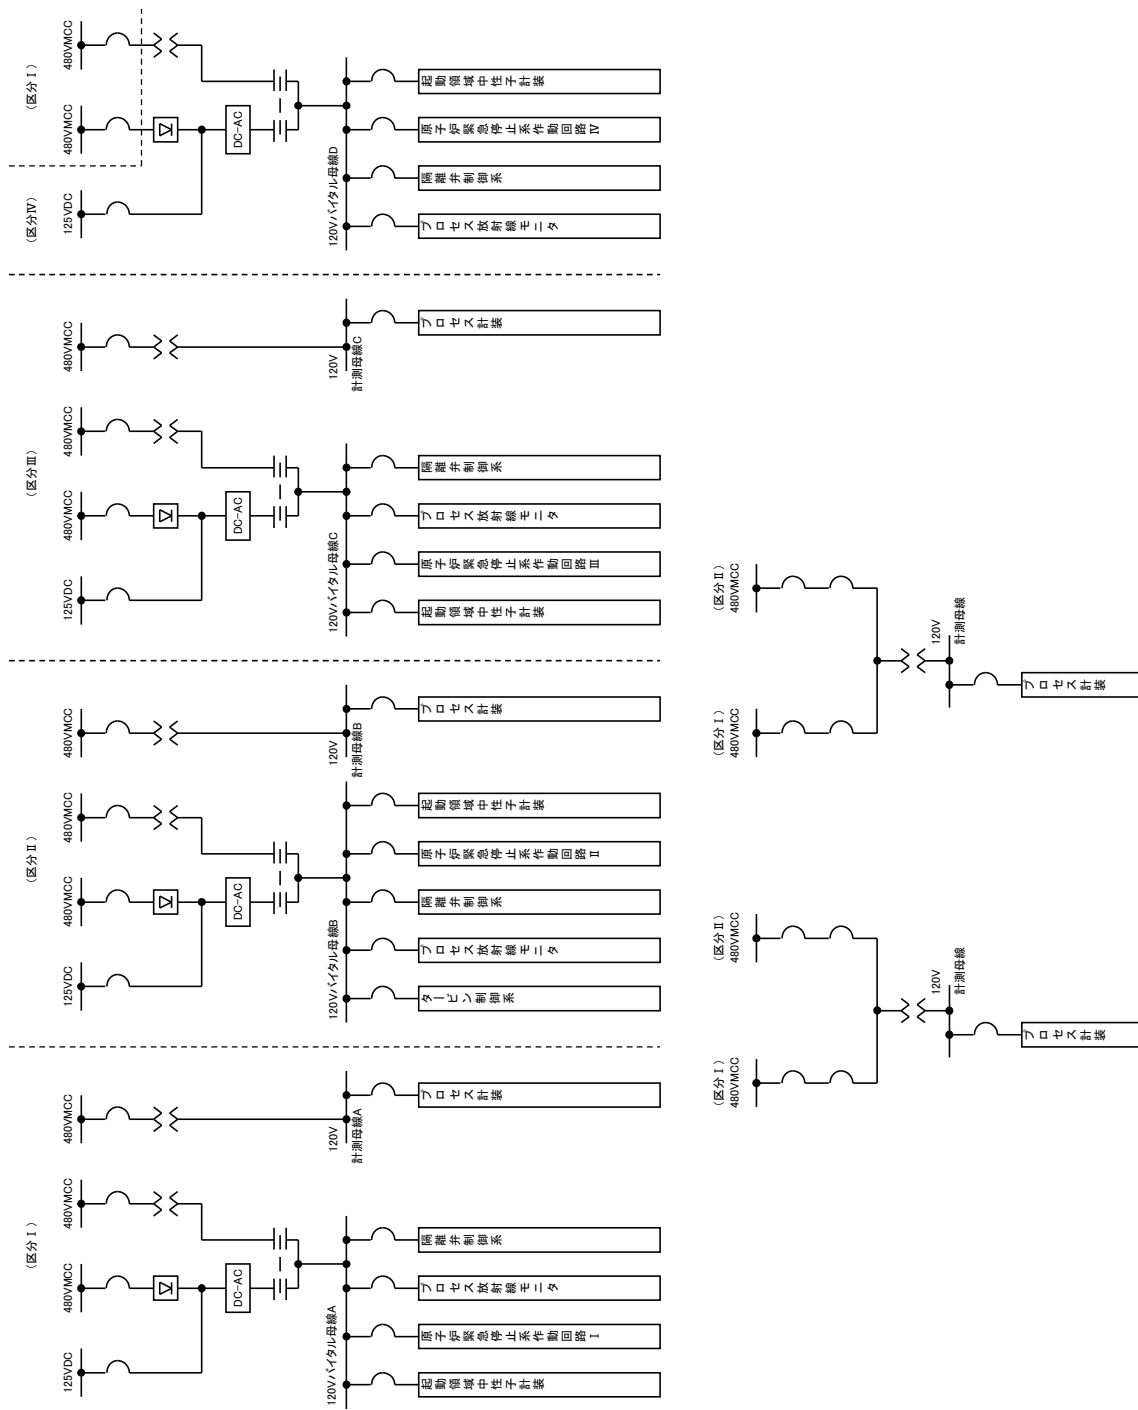 (区分Ⅰ)
125VDC
480VMCC
480VMCC
480VMCC
DC-AC
120Vバイタル母線A
120V
計測母線A
起動領域中性子計装
原子炉緊急停止系作動回路Ⅰ
プロセス放射線モニタ
隔離弁制御系
プロセス計装
(区分Ⅱ)
125VDC
480VMCC
480VMCC
480VMCC
DC-AC
120Vバイタル母線B
120V
計測母線B
タービン制御系
プロセス放射線モニタ
隔離弁制御系
原子炉緊急停止系作動回路Ⅱ
起動領域中性子計装
プロセス計装
(区分Ⅲ)
125VDC
480VMCC
480VMCC
480VMCC
DC-AC
120Vバイタル母線C
120V
計測母線C
起動領域中性子計装
原子炉緊急停止系作動回路Ⅲ
プロセス放射線モニタ
隔離弁制御系
プロセス計装
(区分Ⅳ)
(区分Ⅰ)
125VDC
480VMCC
480VMCC
DC-AC
120Vバイタル母線D
プロセス放射線モニタ
隔離弁制御系
原子炉緊急停止系作動回路Ⅳ
起動領域中性子計装
(区分Ⅰ)
480VMCC
(区分Ⅱ)
480VMCC
120V
計測母線
プロセス計装
(区分Ⅰ)
480VMCC
(区分Ⅱ)
480VMCC
120V
計測母線
プロセス計装